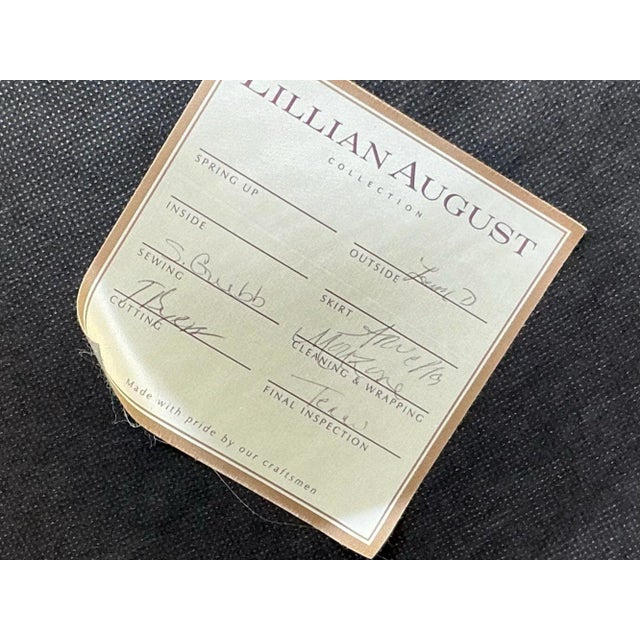 LILLIAN AUGUST
COLLECTION
SPRING UP
OUTSIDE
INSIDE
SKIRT
S. Grubb
SEWING
CLEANING & WRAPPING
CUTTING
FINAL INSPECTION
Made with pride by our craftsmen